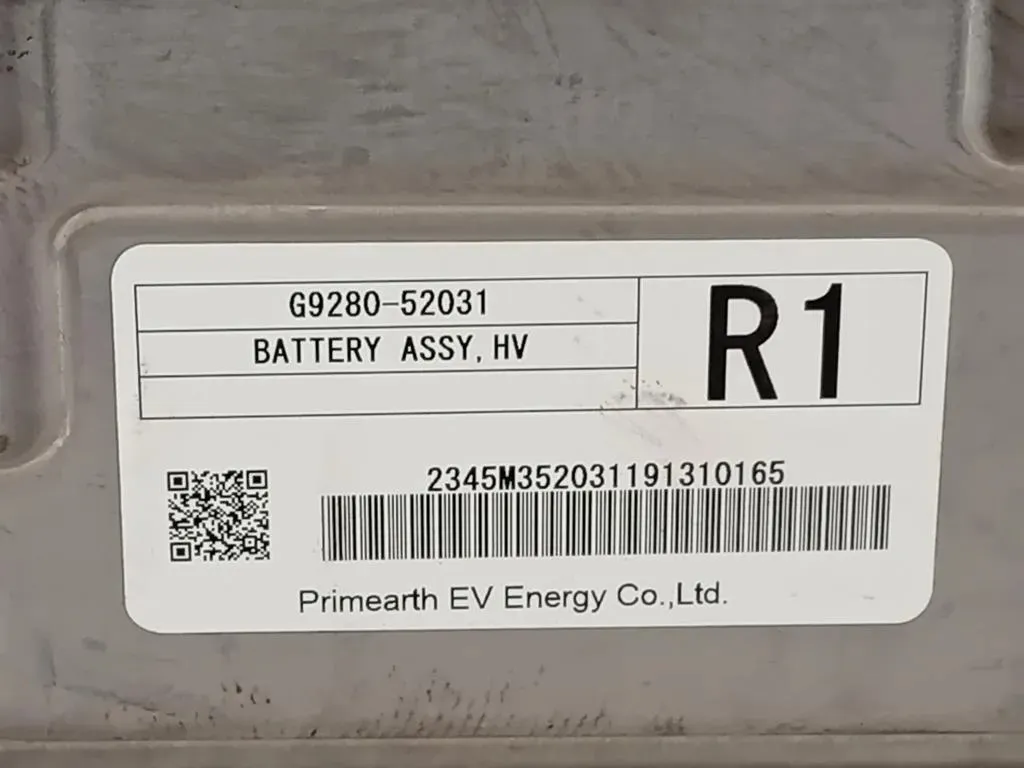 G9280-52031
BATTERY ASSY,HV
R1
2345M352031191310165
Primearth EV Energy Co.,Ltd.